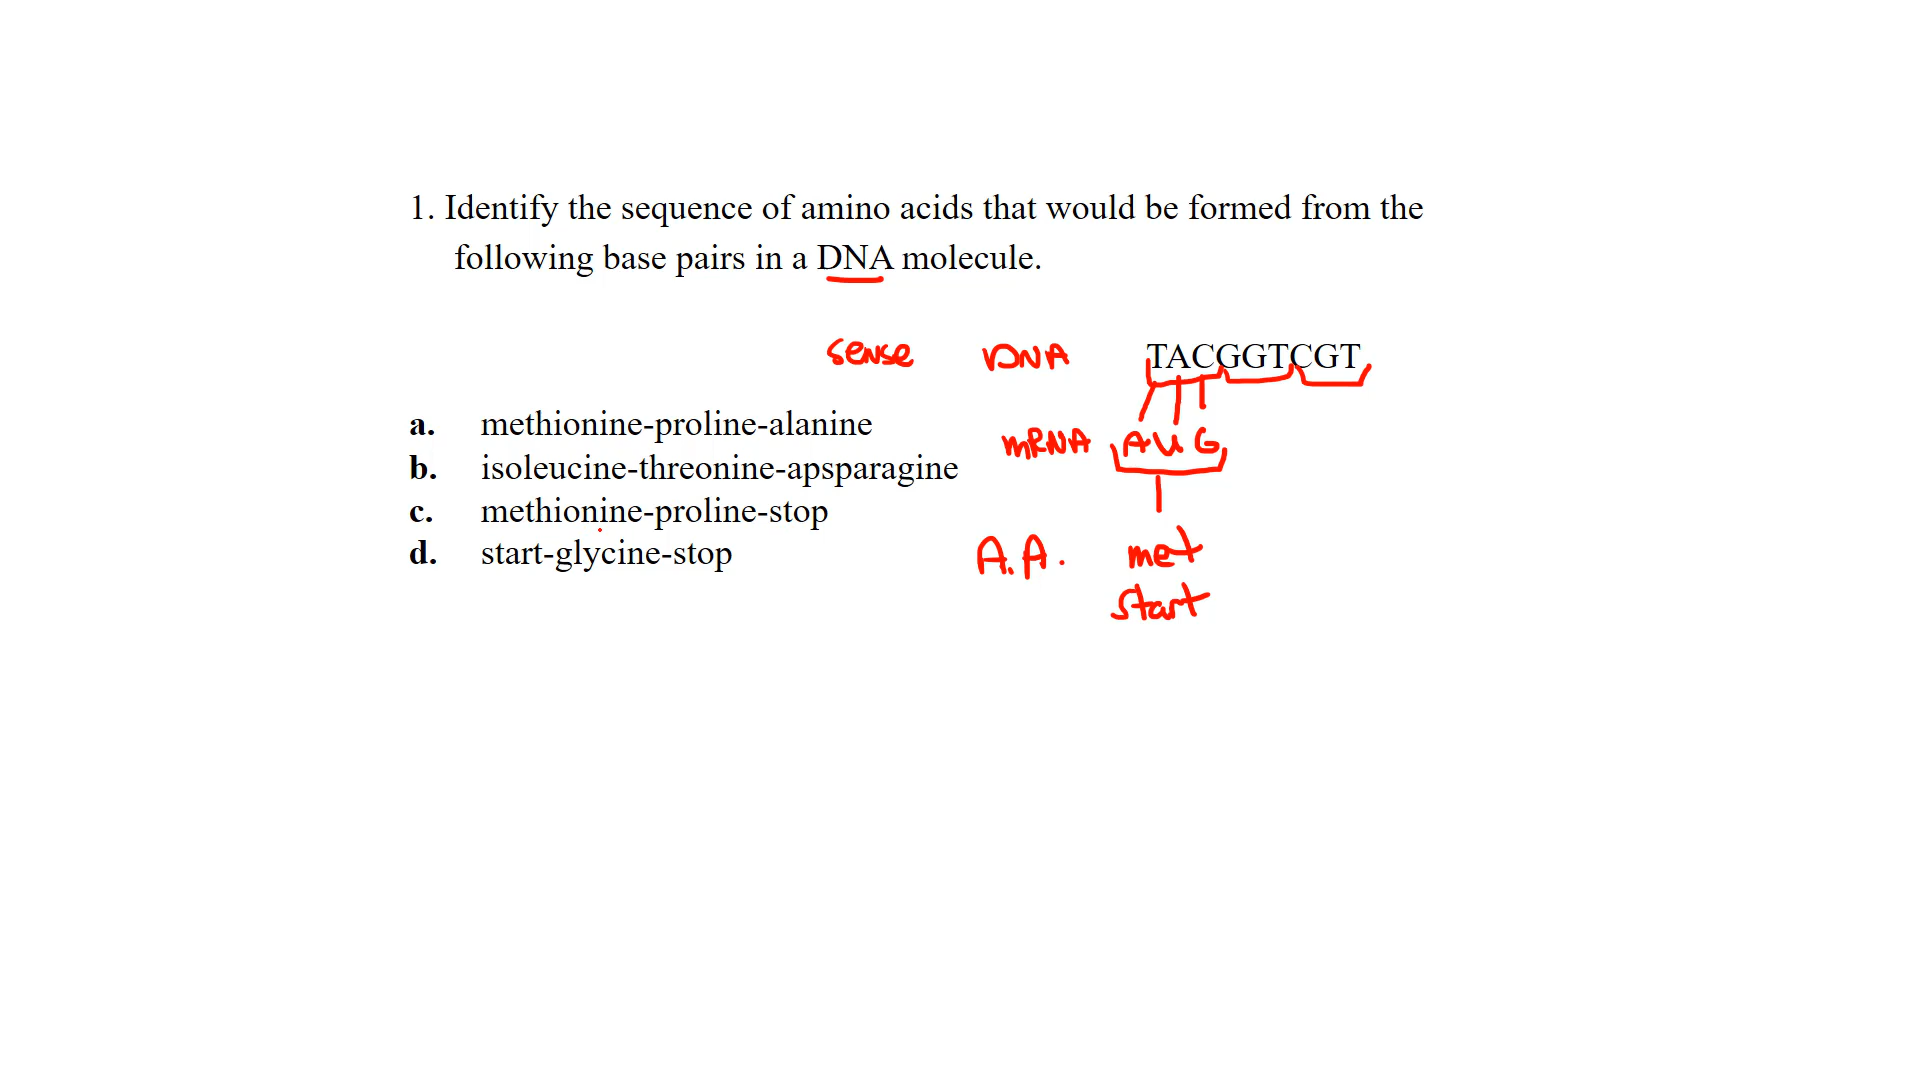 1. Identify the sequence of amino acids that would be formed from the
following base pairs in a DNA molecule.
sense DNA TACGGTCGT
a. methionine-proline-alanine
mRNA AUG
b. isoleucine-threonine-apsparagine
c. methionine-proline-stop
d. start-glycine-stop
A.A. met
start